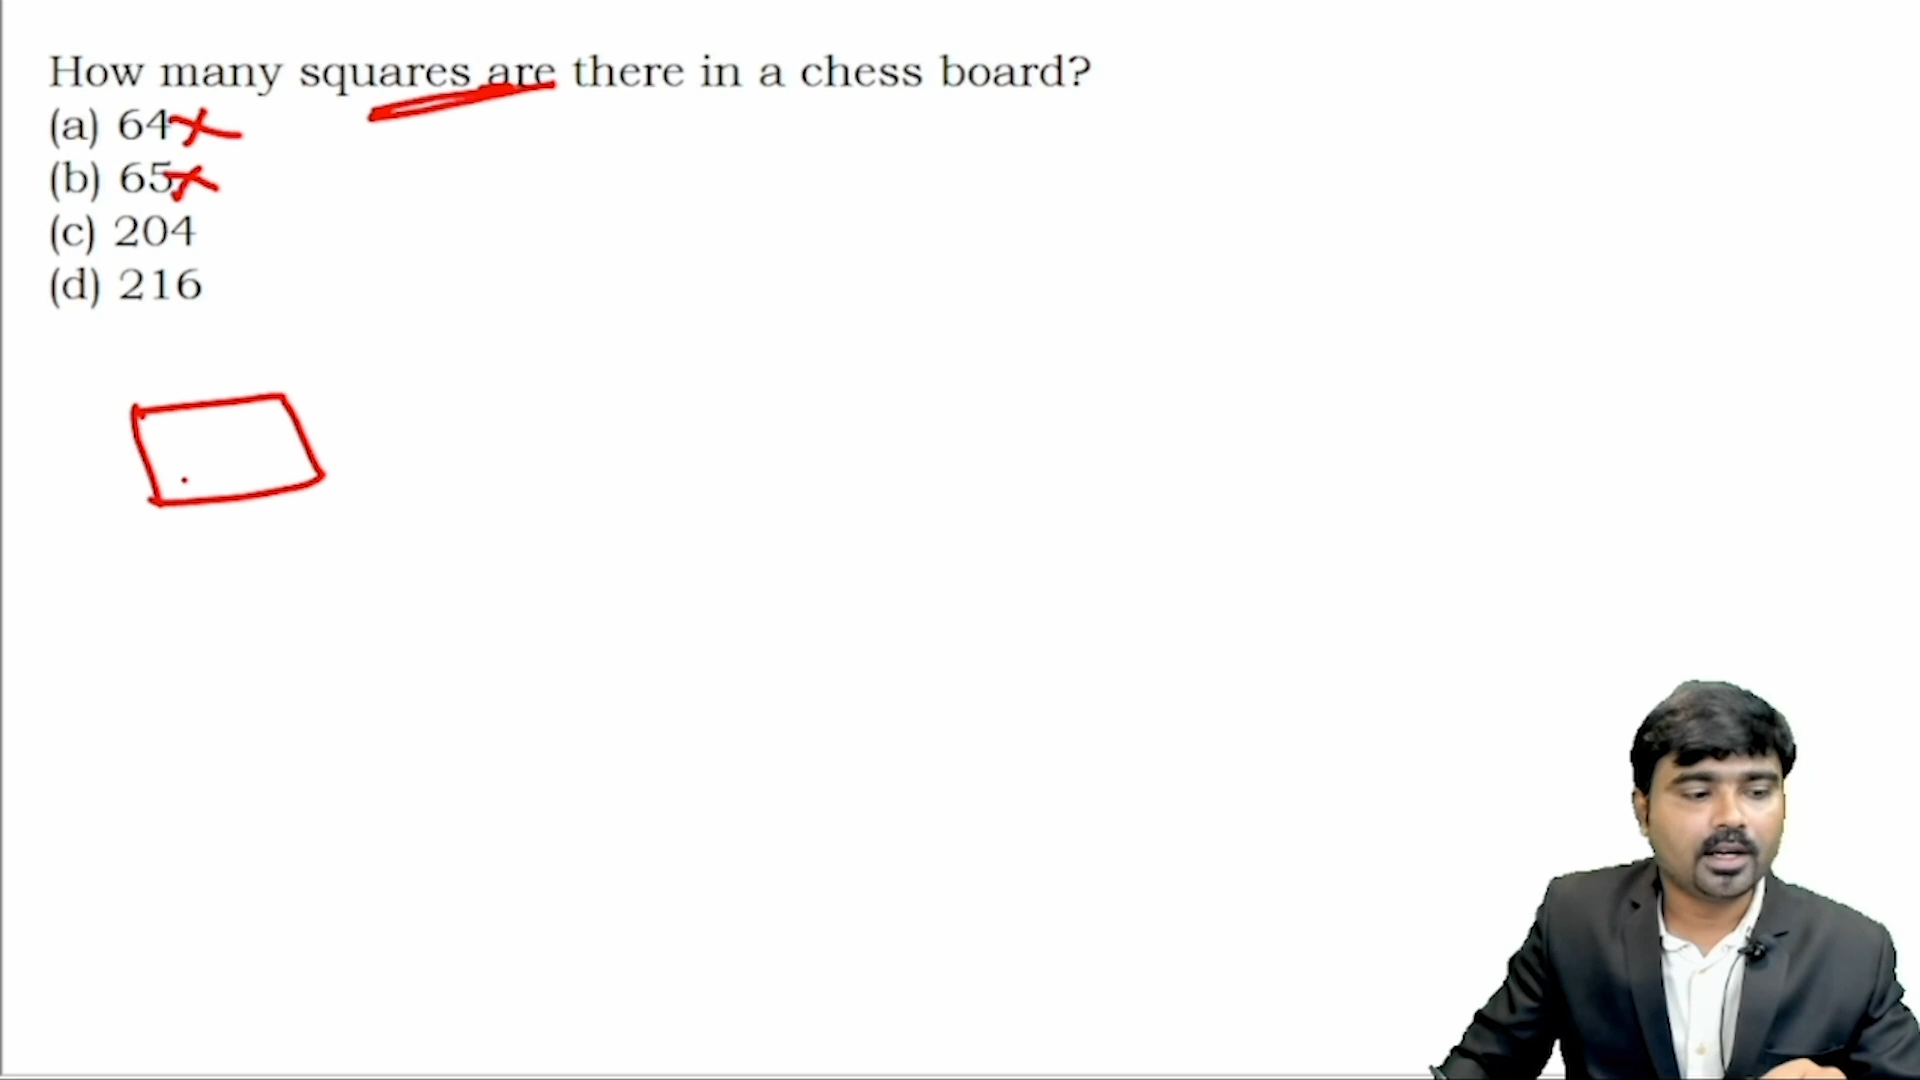 How many squares are there in a chess board?
(a) 64
(b) 65
(c) 204
(d) 216